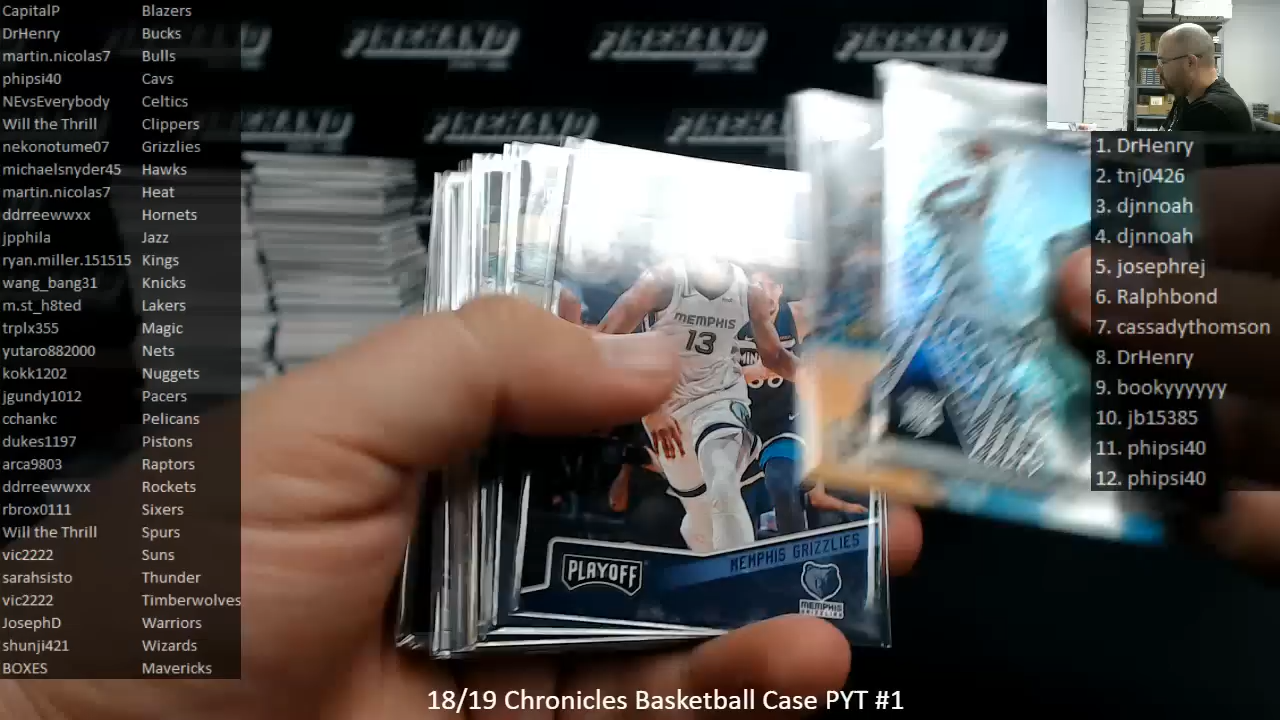 CapitalP Blazers
DrHenry Bucks
martin.nicolas7 Bulls
phipsi40 Cavs
NEvsEverybody Celtics
Will the Thrill Clippers
nekonotume07 Grizzlies
michaelsnyder45 Hawks
martin.nicolas7 Heat
ddrreewwxx Hornets
jpphila Jazz
ryan.miller.151515 Kings
wang_bang31 Knicks
m.st_h8ted Lakers
trplx355 Magic
yutaro882000 Nets
kokk1202 Nuggets
jgundy1012 Pacers
cchankc Pelicans
dukes1197 Pistons
arca9803 Raptors
ddrreewwxx Rockets
rbrox0111 Sixers
Will the Thrill Spurs
vic2222 Suns
sarahsisto Thunder
vic2222 Timberwolves
JosephD Warriors
shunji421 Wizards
BOXES Mavericks
1. DrHenry
2. tnj0426
3. djnnoah
4. djnnoah
5. josephrej
6. Ralphbond
7. cassadythomson
8. DrHenry
9. bookyyyyyy
10. jb15385
11. phipsi40
12. phipsi40
MEMPHIS
13
MEMPHIS GRIZZLIES
PLAYOFF
MEMPHIS
GRIZZLIES
18/19 Chronicles Basketball Case PYT #1